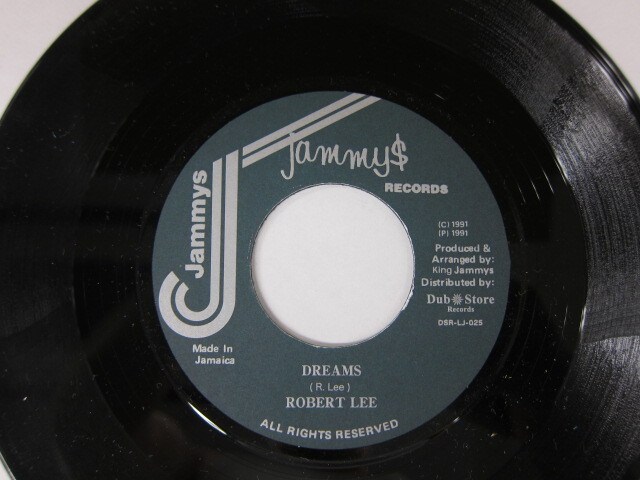 Jammy$
RECORDS
Jammys
(C) 1991
(P) 1991
Produced &
Arranged by:
King Jammys
Distributed by:
Dub Store
Records
DSR-LJ-025
Made In
Jamaica
DREAMS
( R. Lee )
ROBERT LEE
ALL RIGHTS RESERVED